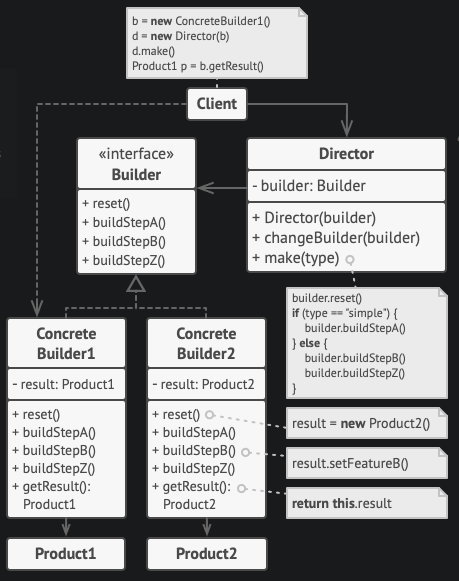 b = new ConcreteBuilder1()
d = new Director(b)
d.make()
Product1 p = b.getResult()
Client
«interface»
Builder
+ reset()
+ buildStepA()
+ buildStepB()
+ buildStepZ()
Director
- builder: Builder
+ Director(builder)
+ changeBuilder(builder)
+ make(type)
builder.reset()
if (type == "simple") {
builder.buildStepA()
} else {
builder.buildStepB()
builder.buildStepZ()
}
Concrete
Builder1
- result: Product1
+ reset()
+ buildStepA()
+ buildStepB()
+ buildStepZ()
+ getResult():
Product1
Concrete
Builder2
- result: Product2
+ reset()
+ buildStepA()
+ buildStepB()
+ buildStepZ()
+ getResult():
Product2
result = new Product2()
result.setFeatureB()
return this.result
Product1
Product2